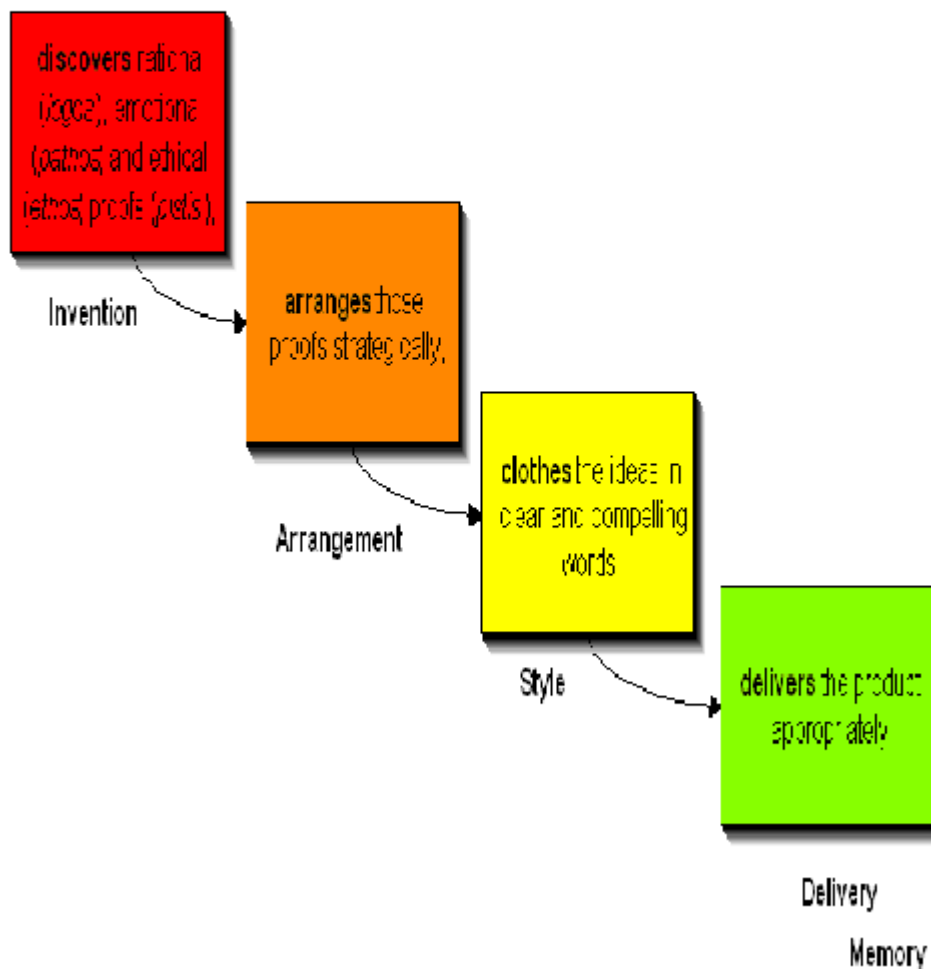 discovers rational
(logos), emotional
(pathos) and ethical
(ethos) proofs (pistis),
Invention
arranges those
proofs strategically,
Arrangement
clothes the ideas in
clear and compelling
words
Style
delivers the product
appropriately
Delivery
Memory